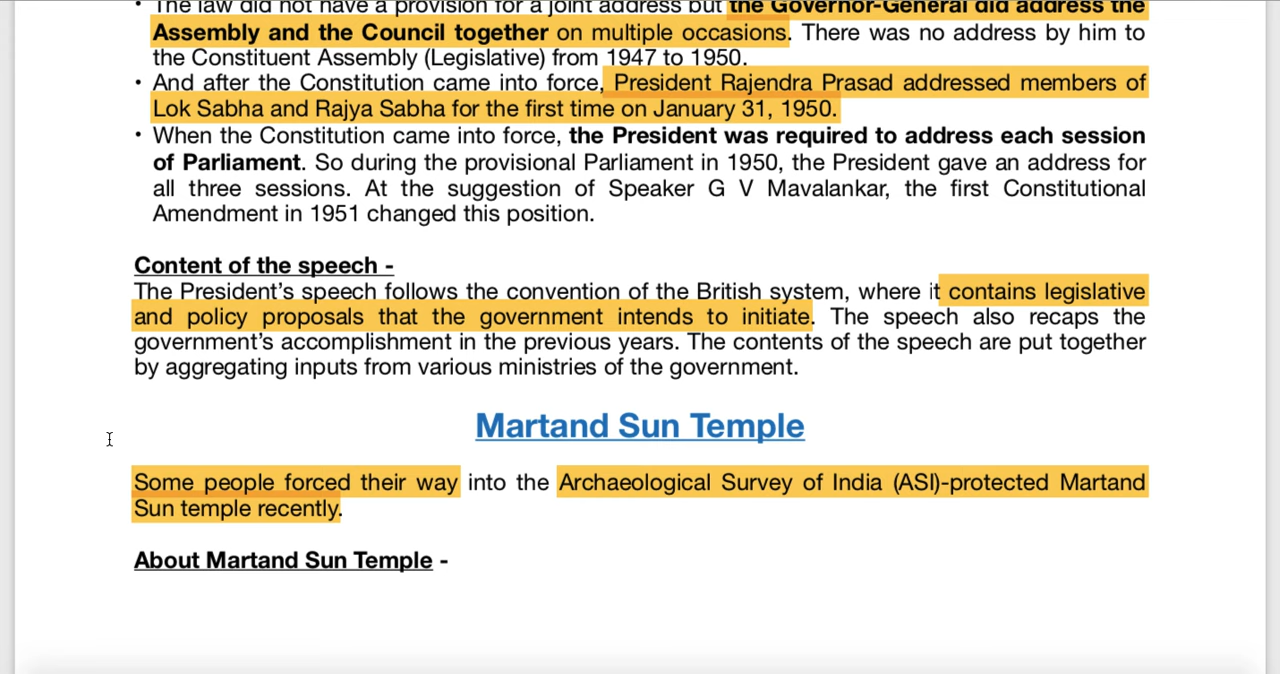 • The law did not have a provision for a joint address but the Governor-General did address the
Assembly and the Council together on multiple occasions. There was no address by him to
the Constituent Assembly (Legislative) from 1947 to 1950.
• And after the Constitution came into force, President Rajendra Prasad addressed members of
Lok Sabha and Rajya Sabha for the first time on January 31, 1950.
• When the Constitution came into force, the President was required to address each session
of Parliament. So during the provisional Parliament in 1950, the President gave an address for
all three sessions. At the suggestion of Speaker G V Mavalankar, the first Constitutional
Amendment in 1951 changed this position.
Content of the speech -
The President's speech follows the convention of the British system, where it contains legislative
and policy proposals that the government intends to initiate. The speech also recaps the
government's accomplishment in the previous years. The contents of the speech are put together
by aggregating inputs from various ministries of the government.
Martand Sun Temple
Some people forced their way into the Archaeological Survey of India (ASI)-protected Martand
Sun temple recently.
About Martand Sun Temple -